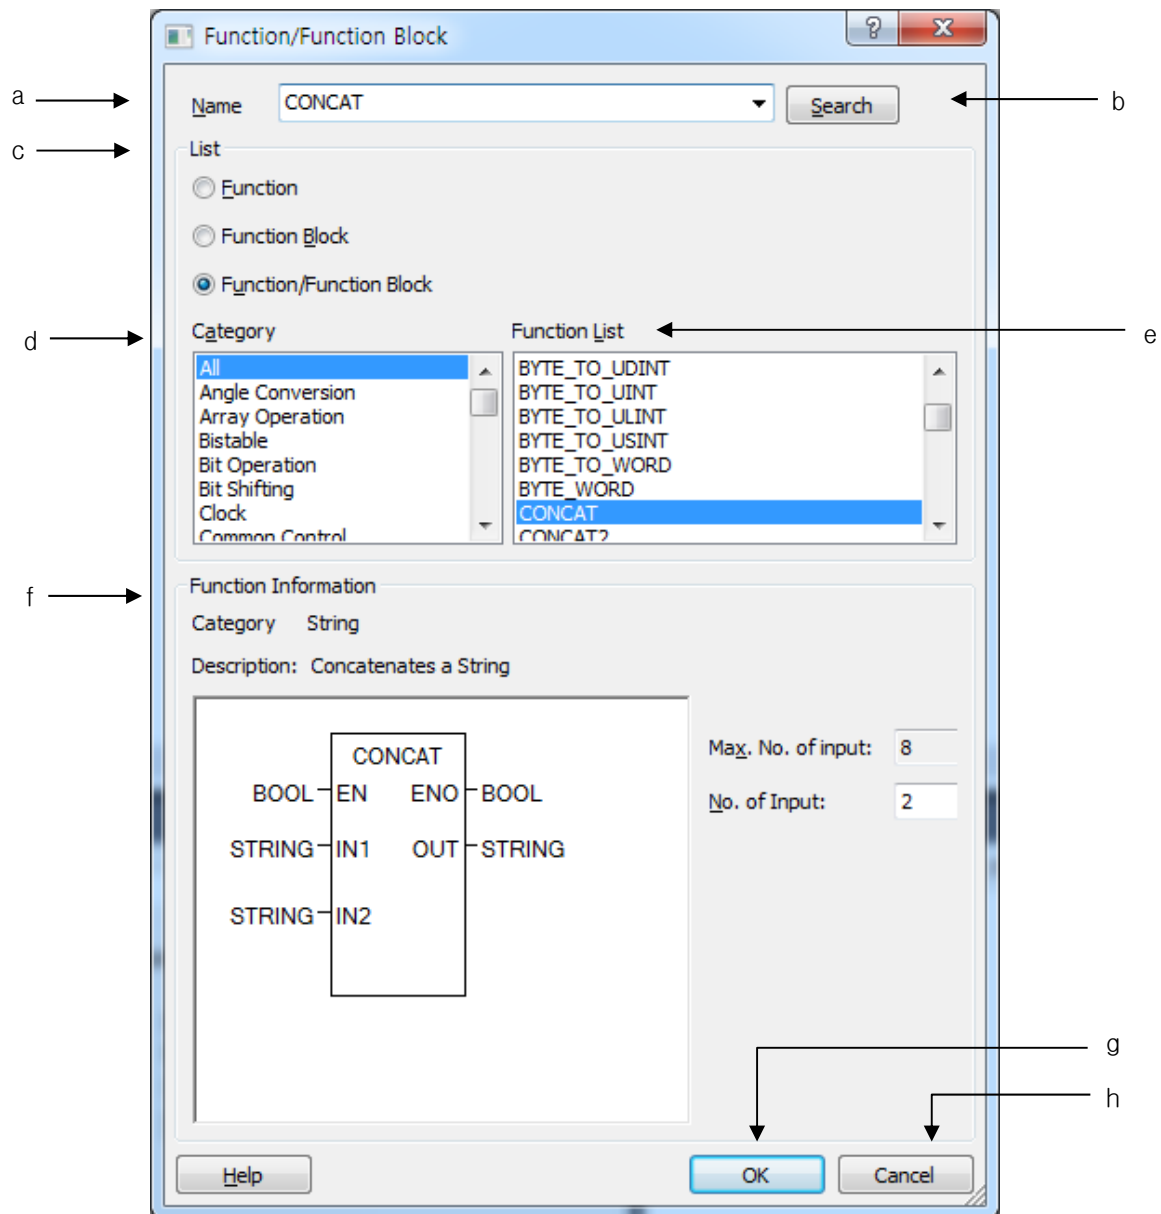 Function/Function Block
a
Name CONCAT Search
b
c
List
Function
Function Block
Function/Function Block
d
Category
Function List
e
All
Angle Conversion
Array Operation
Bistable
Bit Operation
Bit Shifting
Clock
Common Control
BYTE_TO_UDINT
BYTE_TO_UINT
BYTE_TO_ULINT
BYTE_TO_USINT
BYTE_TO_WORD
BYTE_WORD
CONCAT
CONCAT2
f
Function Information
Category String
Description: Concatenates a String
CONCAT
BOOL EN ENO BOOL
STRING IN1 OUT STRING
STRING IN2
Max. No. of input: 8
No. of Input: 2
g
h
Help OK Cancel